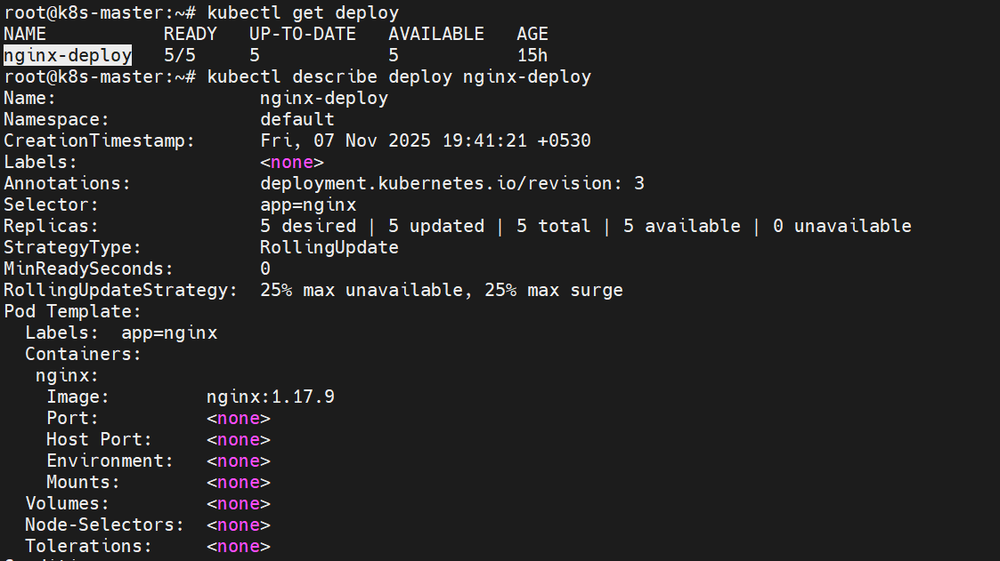 root@k8s-master:~# kubectl get deploy
NAME           READY   UP-TO-DATE   AVAILABLE   AGE
nginx-deploy   5/5     5            5           15h
root@k8s-master:~# kubectl describe deploy nginx-deploy
Name:                   nginx-deploy
Namespace:              default
CreationTimestamp:      Fri, 07 Nov 2025 19:41:21 +0530
Labels:                 <none>
Annotations:            deployment.kubernetes.io/revision: 3
Selector:               app=nginx
Replicas:               5 desired | 5 updated | 5 total | 5 available | 0 unavailable
StrategyType:           RollingUpdate
MinReadySeconds:        0
RollingUpdateStrategy:  25% max unavailable, 25% max surge
Pod Template:
  Labels:  app=nginx
  Containers:
   nginx:
    Image:         nginx:1.17.9
    Port:          <none>
    Host Port:     <none>
    Environment:   <none>
    Mounts:        <none>
  Volumes:         <none>
  Node-Selectors:  <none>
  Tolerations:     <none>